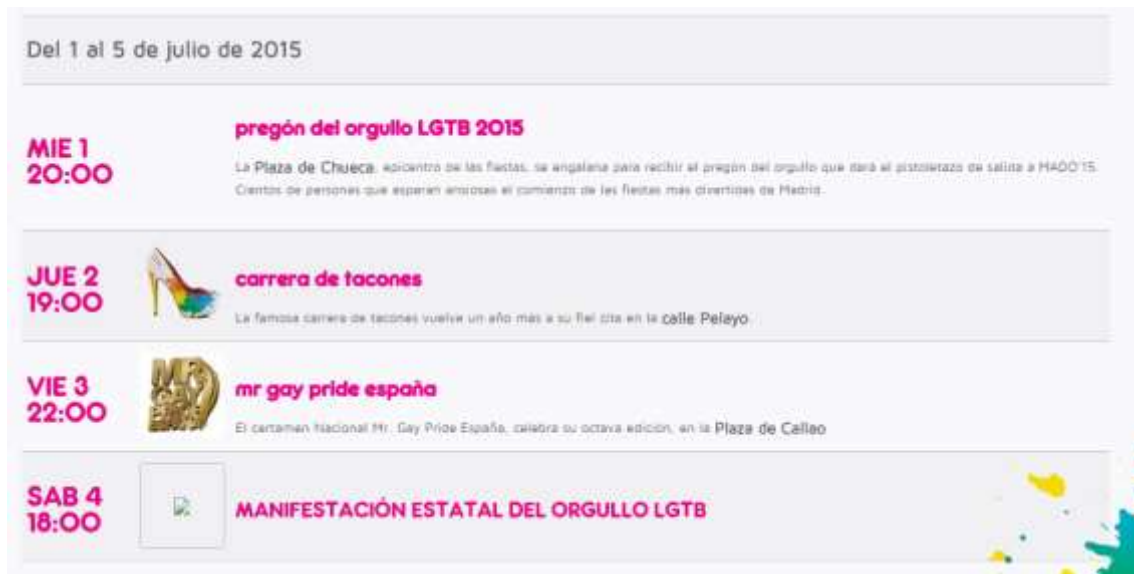 Del 1 al 5 de julio de 2015
MIE 1
20:00
pregón del orgullo LGTB 2015
La Plaza de Chueca, epicentro de las fiestas, se engalana para recibir el pregón del orgullo que dará el pistoletazo de salida a MADO'15.
Cientos de personas que esperan ansiosas el comienzo de las fiestas más divertidas de Madrid.
JUE 2
19:00
carrera de tacones
La famosa carrera de tacones vuelve un año más a su fiel cita en la calle Pelayo
VIE 3
22:00
MR
GAY
mr gay pride españa
El certamen Nacional Mr. Gay Pride España, celebra su octava edición, en la Plaza de Callao
SAB 4
18:00
MANIFESTACIÓN ESTATAL DEL ORGULLO LGTB